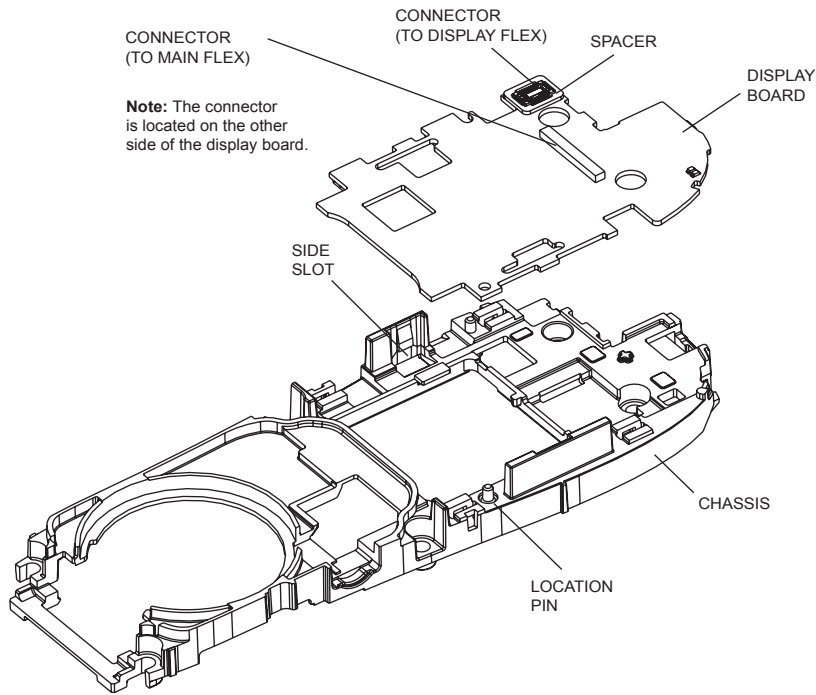 CONNECTOR
(TO MAIN FLEX)
Note: The connector
is located on the other
side of the display board.
CONNECTOR
(TO DISPLAY FLEX)
SPACER
DISPLAY
BOARD
SIDE
SLOT
CHASSIS
LOCATION
PIN